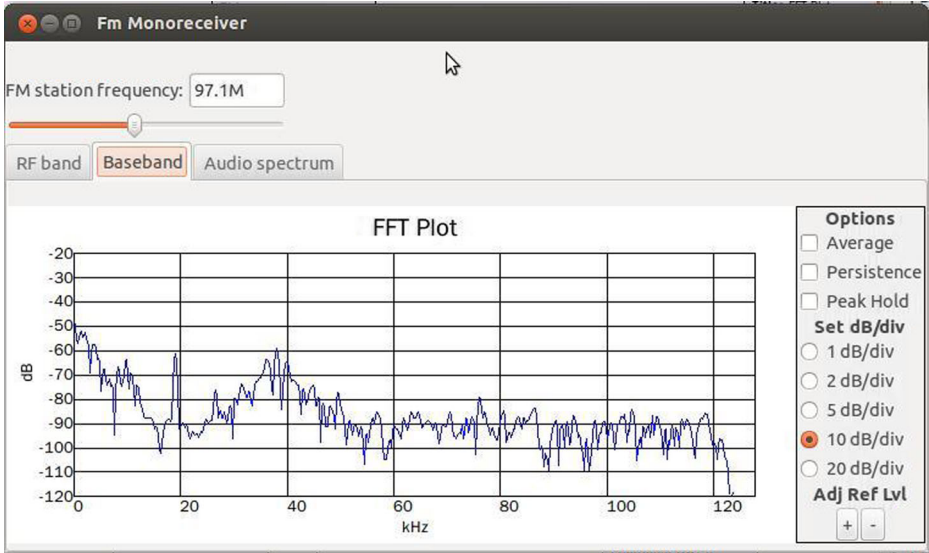 Fm Monoreceiver
FM station frequency: 97.1M
RF band Baseband Audio spectrum
FFT Plot
-20
-30
-40
-50
-60
-70
-80
-90
-100
-110
-120
dB
0 20 40 60 80 100 120
kHz
Options
Average
Persistence
Peak Hold
Set dB/div
1 dB/div
2 dB/div
5 dB/div
10 dB/div
20 dB/div
Adj Ref Lvl
+ -